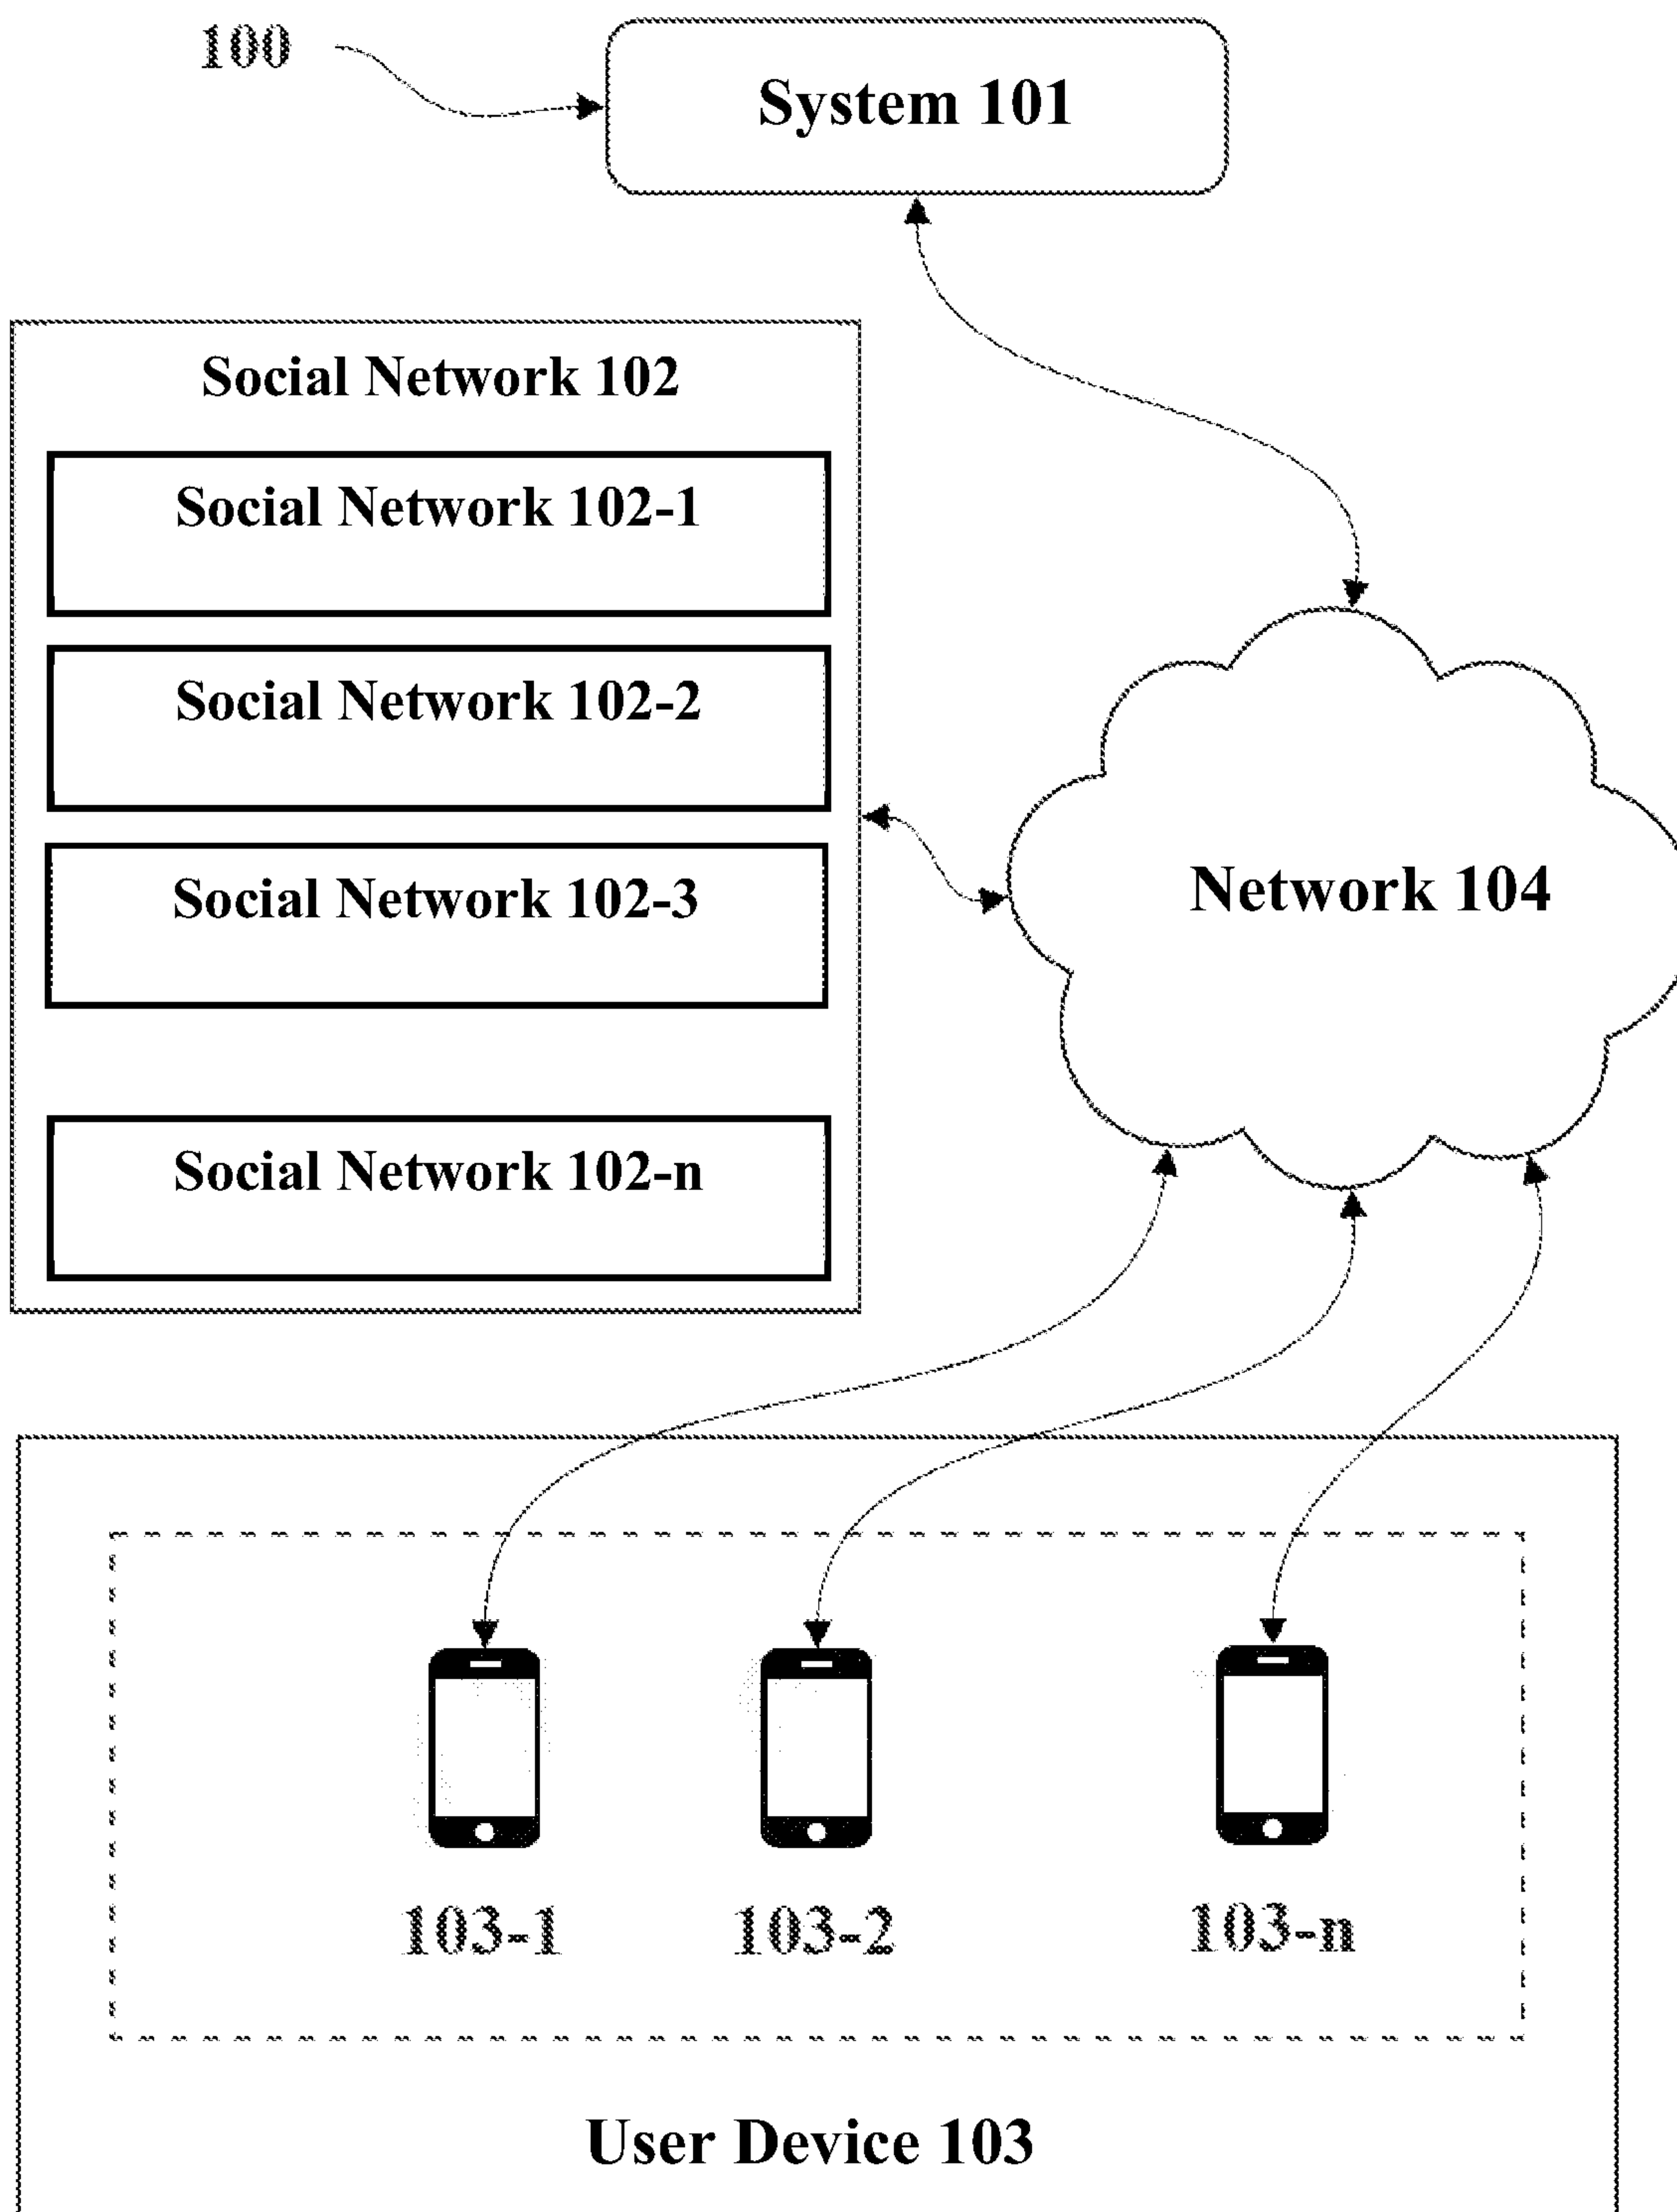 100
System 101
Social Network 102
Social Network 102-1
Social Network 102-2
Social Network 102-3
Social Network 102-n
Network 104
103-1
103-2
103-n
User Device 103